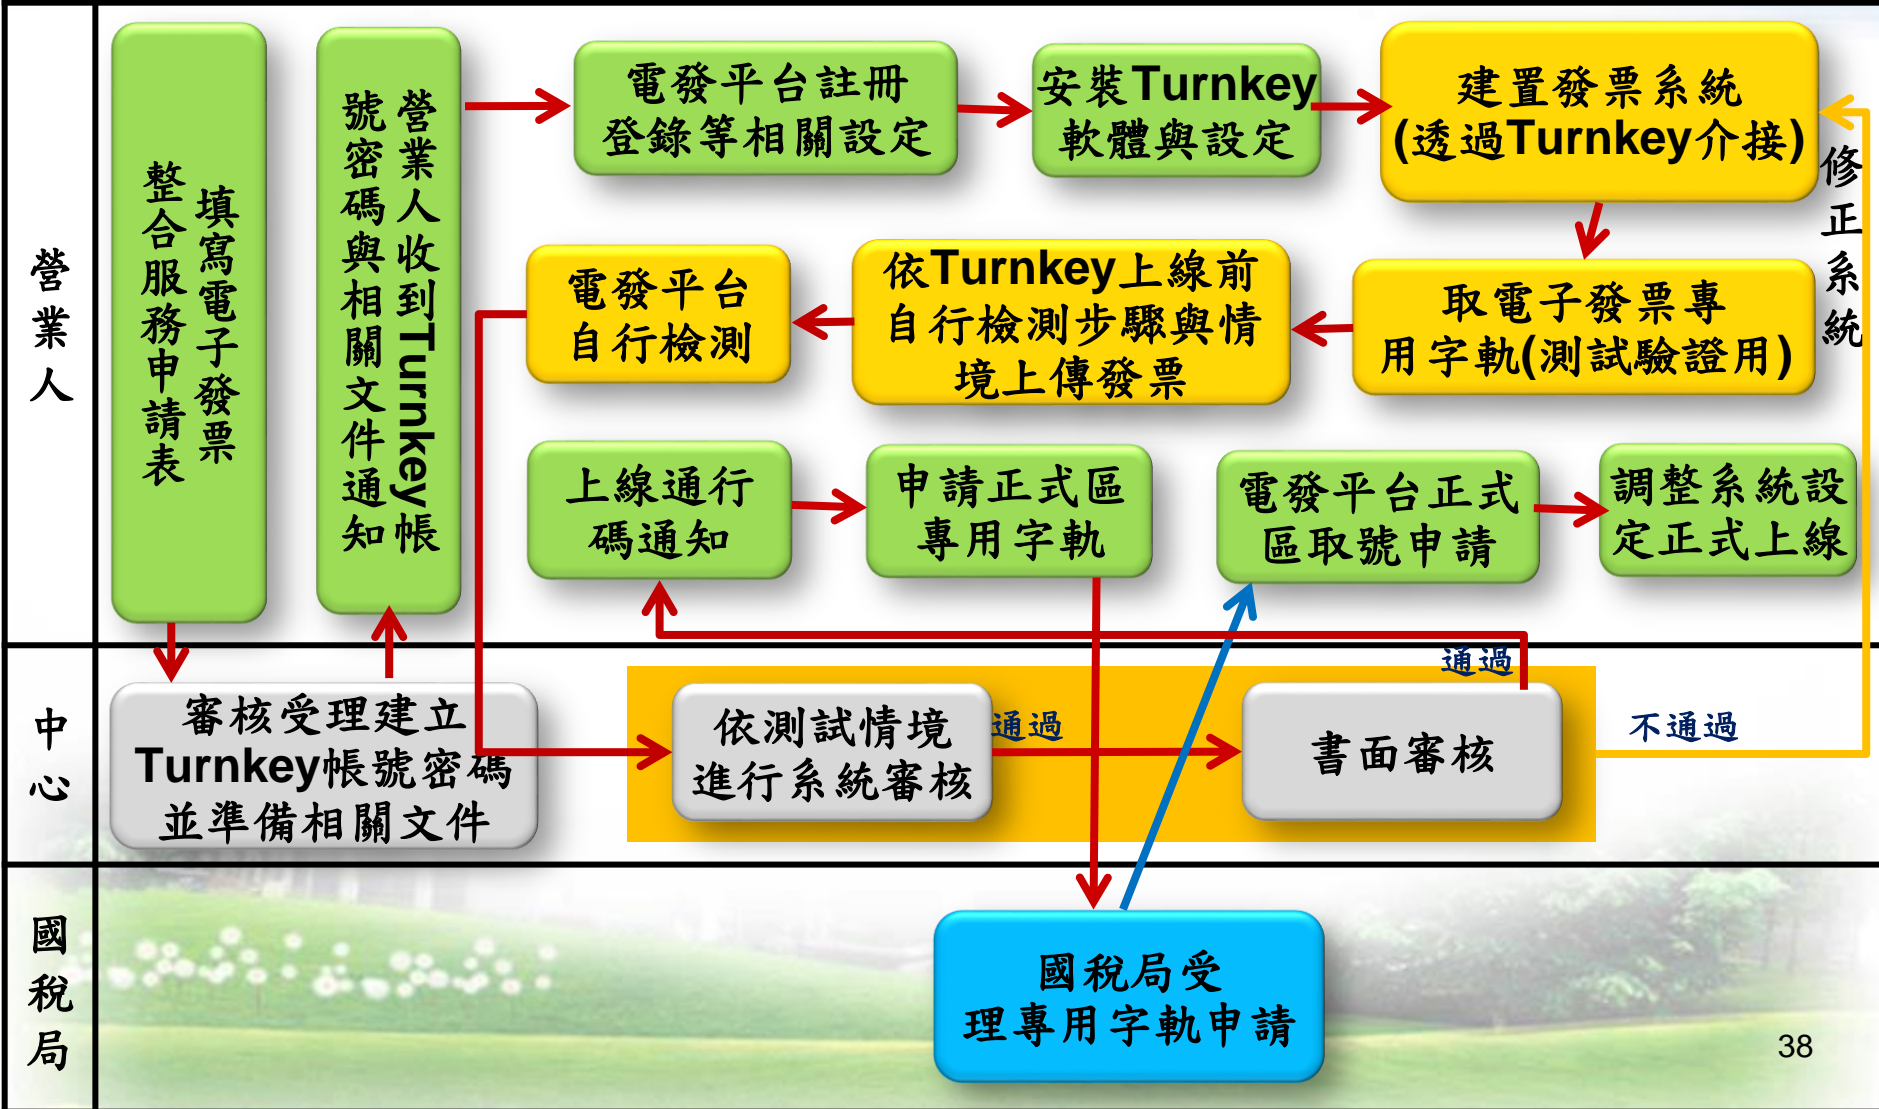 營業人
填寫電子發票
整合服務申請表
營業人收到Turnkey帳
號密碼與相關文件通知
電發平台註冊
登錄等相關設定
安裝Turnkey
軟體與設定
建置發票系統
(透過Turnkey介接)
修正系統
取電子發票專
用字軌(測試驗證用)
依Turnkey上線前
自行檢測步驟與情
境上傳發票
電發平台
自行檢測
上線通行
碼通知
申請正式區
專用字軌
電發平台正式
區取號申請
調整系統設
定正式上線
中心
審核受理建立
Turnkey帳號密碼
並準備相關文件
依測試情境
進行系統審核
通過
書面審核
通過
不通過
國稅局
國稅局受
理專用字軌申請
38